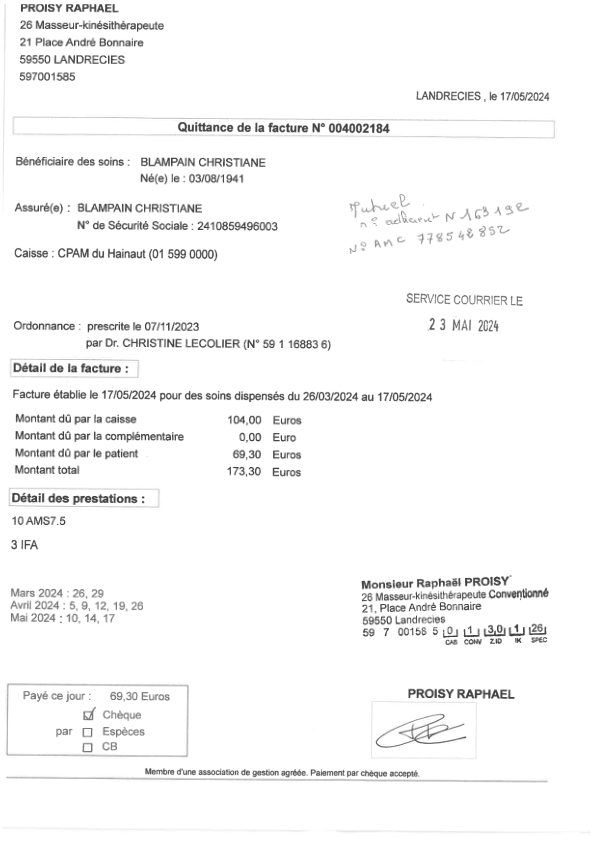 PROISY RAPHAEL
26 Masseur-kinésithérapeute
21 Place André Bonnaire
59550 LANDRECIES
597001585
LANDRECIES , le 17/05/2024
Quittance de la facture N° 004002184
Bénéficiaire des soins : BLAMPAIN CHRISTIANE
Né(e) le : 03/08/1941
Assuré(e) : BLAMPAIN CHRISTIANE
N° de Sécurité Sociale : 2410859496003
Caisse : CPAM du Hainaut (01 599 0000)
Mutuel
n° adhérent N 163192
N° AMC 778548852
SERVICE COURRIER LE
23 MAI 2024
Ordonnance : prescrite le 07/11/2023
par Dr. CHRISTINE LECOLIER (N° 59 1 16883 6)
Détail de la facture :
Facture établie le 17/05/2024 pour des soins dispensés du 26/03/2024 au 17/05/2024
Montant dû par la caisse 104,00 Euros
Montant dû par la complémentaire 0,00 Euro
Montant dû par le patient 69,30 Euros
Montant total 173,30 Euros
Détail des prestations :
10 AMS7.5
3 IFA
Mars 2024 : 26, 29
Avril 2024 : 5, 9, 12, 19, 26
Mai 2024 : 10, 14, 17
Monsieur Raphaël PROISY
26 Masseur-kinésithérapeute Conventionné
21, Place André Bonnaire
59550 Landrecies
59 7 00158 5 0 1 3,0 1 26
CAB CONV Z.ID IK SPEC
Payé ce jour : 69,30 Euros
Chèque
par Espèces
CB
PROISY RAPHAEL
Membre d'une association de gestion agréée. Paiement par chèque accepté.